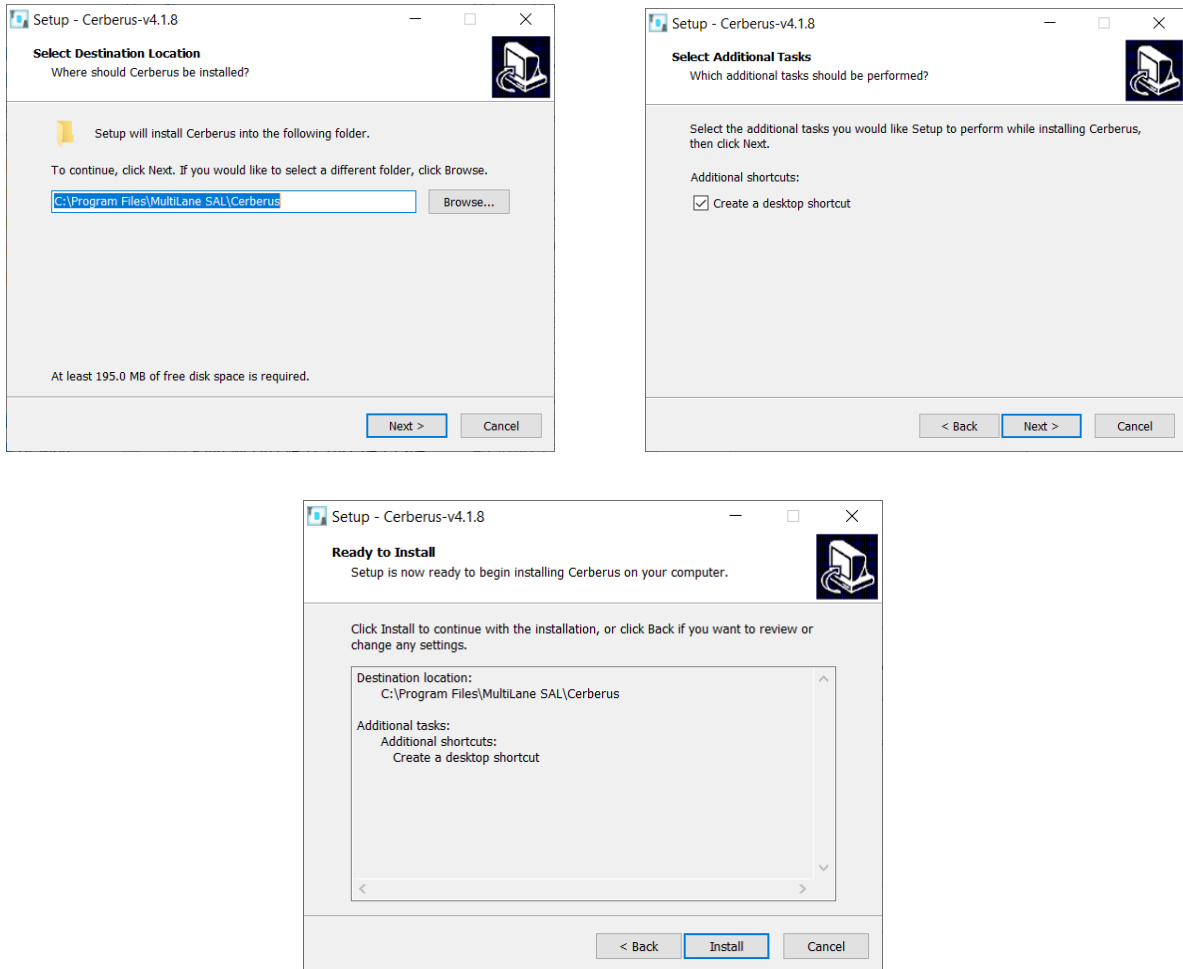 Setup - Cerberus-v4.1.8
Select Destination Location
Where should Cerberus be installed?
Setup will install Cerberus into the following folder.
To continue, click Next. If you would like to select a different folder, click Browse.
C:\Program Files\MultiLane SAL\Cerberus
Browse...
At least 195.0 MB of free disk space is required.
Next >
Cancel
Setup - Cerberus-v4.1.8
Select Additional Tasks
Which additional tasks should be performed?
Select the additional tasks you would like Setup to perform while installing Cerberus,
then click Next.
Additional shortcuts:
Create a desktop shortcut
< Back
Next >
Cancel
Setup - Cerberus-v4.1.8
Ready to Install
Setup is now ready to begin installing Cerberus on your computer.
Click Install to continue with the installation, or click Back if you want to review or
change any settings.
Destination location:
C:\Program Files\MultiLane SAL\Cerberus
Additional tasks:
Additional shortcuts:
Create a desktop shortcut
< Back
Install
Cancel